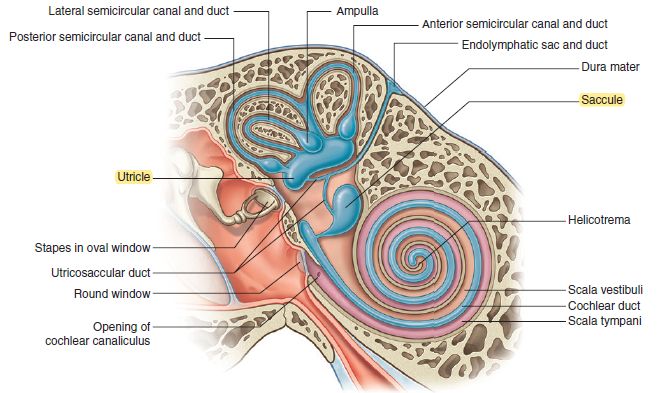 Lateral semicircular canal and duct
Ampulla
Anterior semicircular canal and duct
Posterior semicircular canal and duct
Endolymphatic sac and duct
Dura mater
Saccule
Utricle
Helicotrema
Stapes in oval window
Utricosaccular duct
Round window
Scala vestibuli
Cochlear duct
Scala tympani
Opening of
cochlear canaliculus